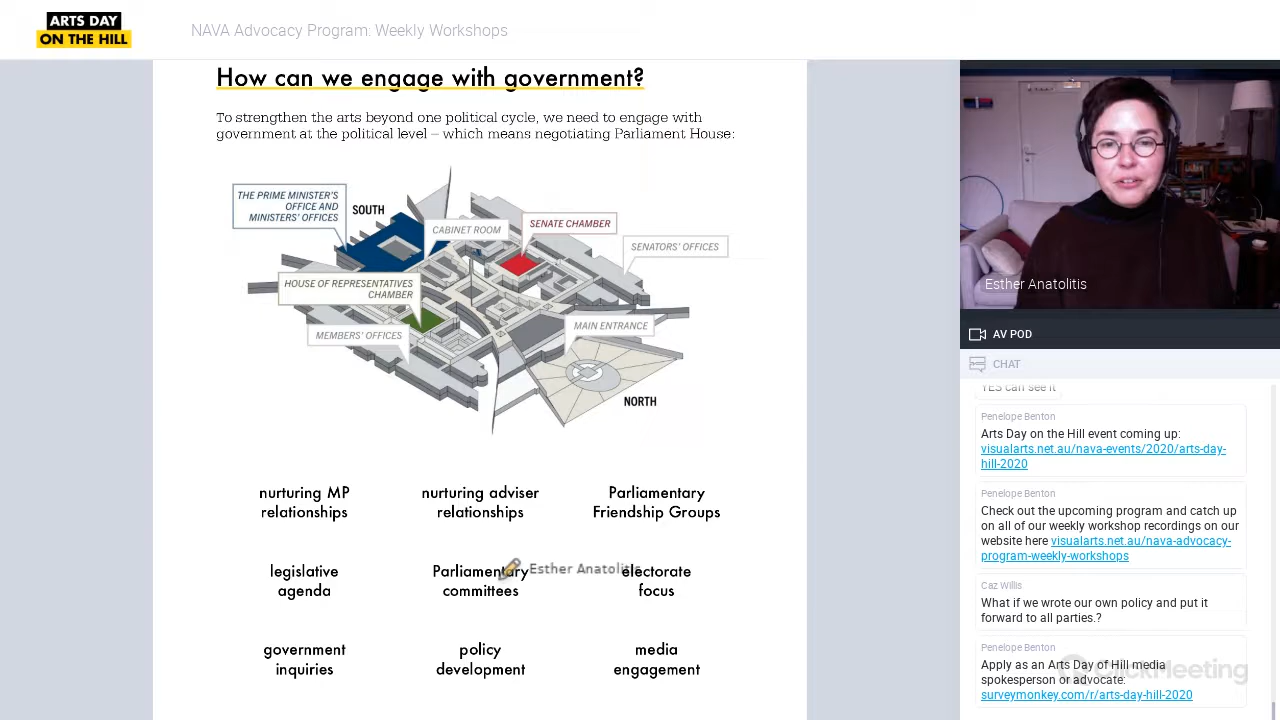 ARTS DAY
ON THE HILL
NAVA Advocacy Program: Weekly Workshops
How can we engage with government?
To strengthen the arts beyond one political cycle, we need to engage with
government at the political level – which means negotiating Parliament House:
THE PRIME MINISTER'S
OFFICE AND
MINISTERS' OFFICES
SOUTH
CABINET ROOM
SENATE CHAMBER
SENATORS' OFFICES
HOUSE OF REPRESENTATIVES
CHAMBER
MEMBERS' OFFICES
MAIN ENTRANCE
NORTH
nurturing MP
relationships
nurturing adviser
relationships
Parliamentary
Friendship Groups
legislative
agenda
Parliamentary
committees
Esther Anatolitis
electorate
focus
government
inquiries
policy
development
media
engagement
Esther Anatolitis
AV POD
CHAT
YES can see it
Penelope Benton
Arts Day on the Hill event coming up:
visualarts.net.au/nava-events/2020/arts-day-
hill-2020
Penelope Benton
Check out the upcoming program and catch up
on all of our weekly workshop recordings on our
website here visualarts.net.au/nava-advocacy-
program-weekly-workshops
Caz Willis
What if we wrote our own policy and put it
forward to all parties.?
Penelope Benton
Apply as an Arts Day of Hill media
spokesperson or advocate:
surveymonkey.com/r/arts-day-hill-2020
ClickMeeting